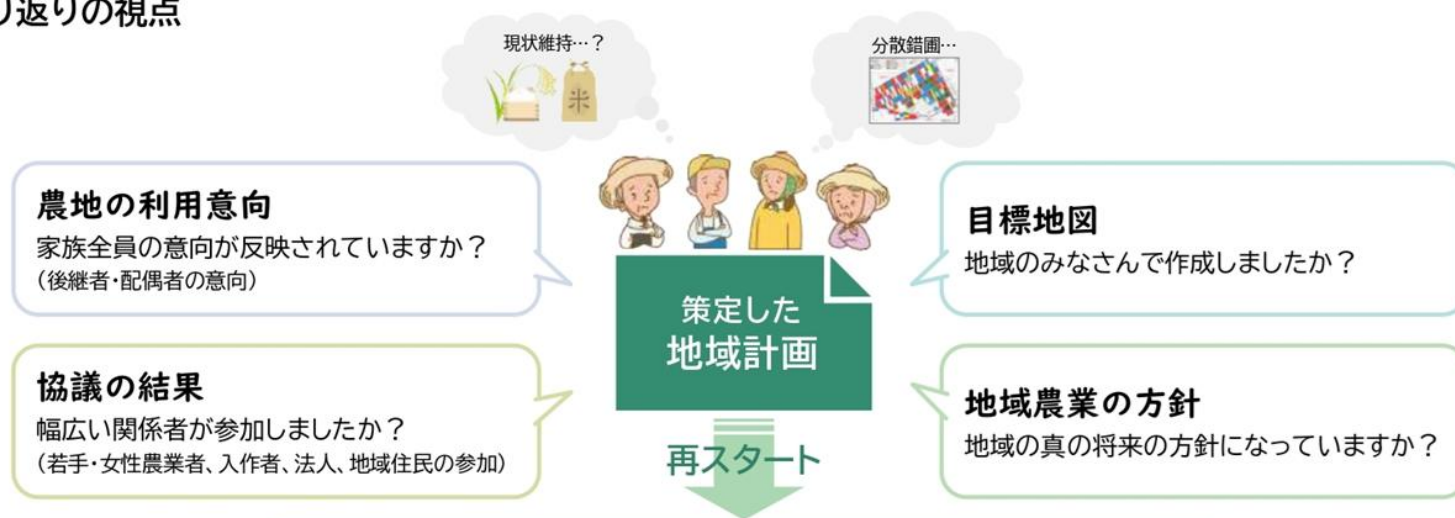 り返りの視点
現状維持…？
分散錯圃…
米
農地の利用意向
家族全員の意向が反映されていますか？
（後継者・配偶者の意向）
目標地図
地域のみなさんで作成しましたか？
策定した
地域計画
協議の結果
幅広い関係者が参加しましたか？
（若手・女性農業者、入作者、法人、地域住民の参加）
地域農業の方針
地域の真の将来の方針になっていますか？
再スタート